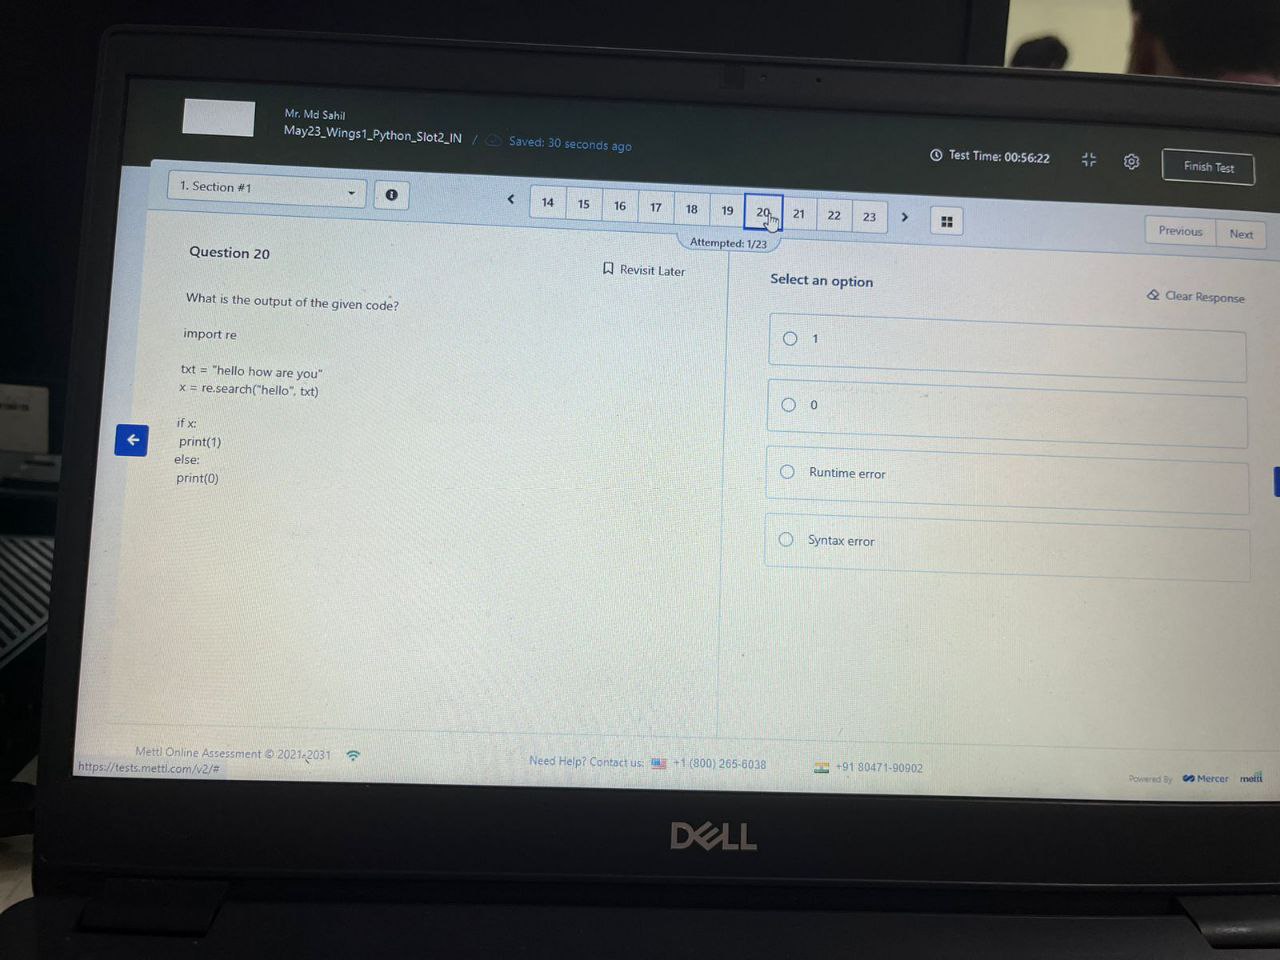 Mr. Md Sahil
May23_Wings1_Python_Slot2_IN / Saved: 30 seconds ago
Test Time: 00:56:22
Finish Test
1. Section #1
14 15 16 17 18 19 20 21 22 23
Previous Next
Attempted: 1/23
Question 20
Revisit Later
What is the output of the given code?
import re
txt = "hello how are you"
x = re.search("hello", txt)
if x:
print(1)
else:
print(0)
Select an option
Clear Response
1
0
Runtime error
Syntax error
Mettl Online Assessment © 2021-2031
Need Help? Contact us: +1 (800) 265-6038 +91 80471-90902
https://tests.mettl.com/v2/#
Powered By Mercer mettl
DELL